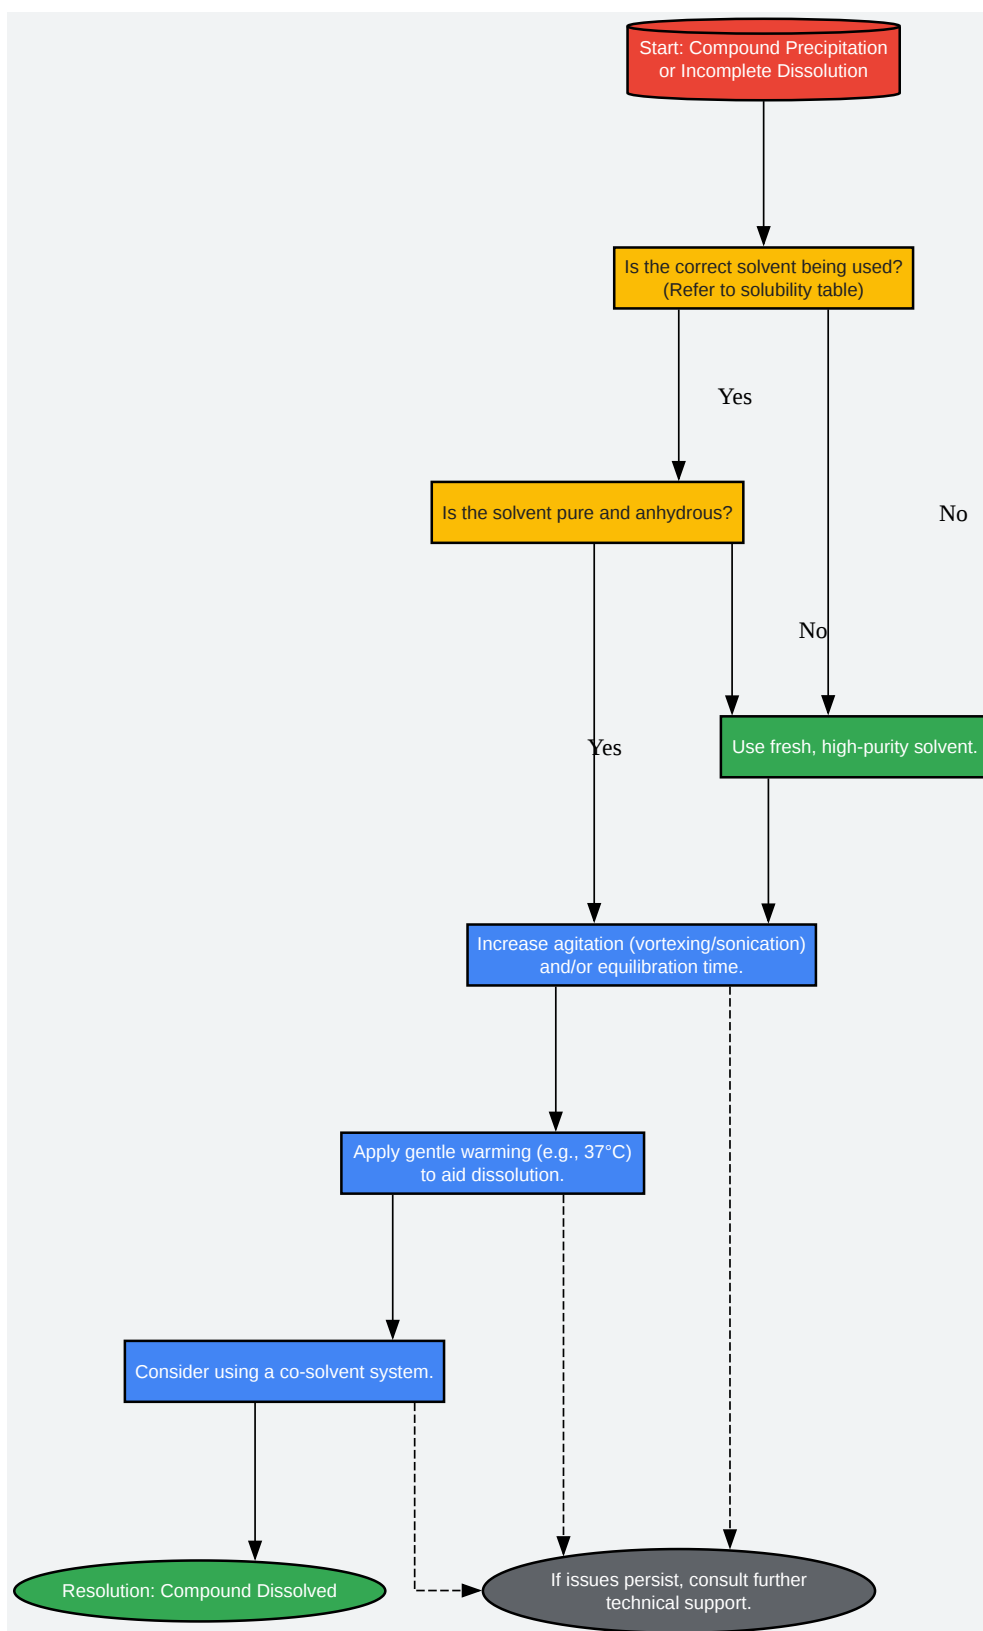 Start: Compound Precipitation
or Incomplete Dissolution
Is the correct solvent being used?
(Refer to solubility table)
Yes
No
Is the solvent pure and anhydrous?
No
Yes
Use fresh, high-purity solvent.
Increase agitation (vortexing/sonication)
and/or equilibration time.
Apply gentle warming (e.g., 37°C)
to aid dissolution.
Consider using a co-solvent system.
Resolution: Compound Dissolved
If issues persist, consult further
technical support.